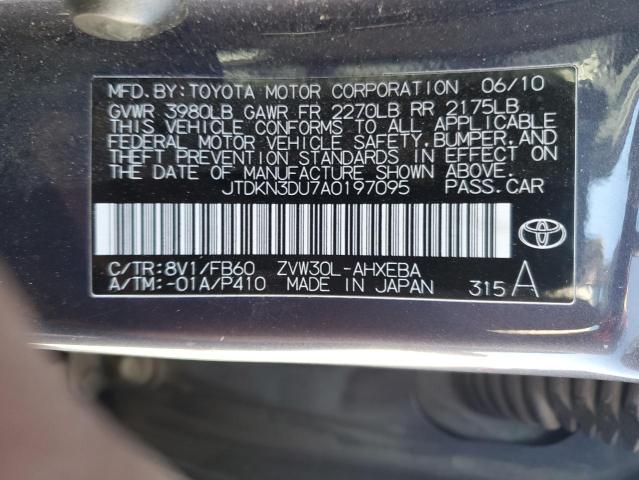 MFD.BY: TOYOTA MOTOR CORPORATION 06/10
GVWR 3980LB GAWR FR 2270LB RR 2175LB
THIS VEHICLE CONFORMS TO ALL APPLICABLE
FEDERAL MOTOR VEHICLE SAFETY,BUMPER,AND
THEFT PREVENTION STANDARDS IN EFFECT ON
THE DATE OF MANUFACTURE SHOWN ABOVE.
JTDKN3DU7A0197095 PASS.CAR
C/TR:8V1/FB60 ZVW30L-AHXEBA
A/TM:-01A/P410 MADE IN JAPAN 315 A
TOYOTA